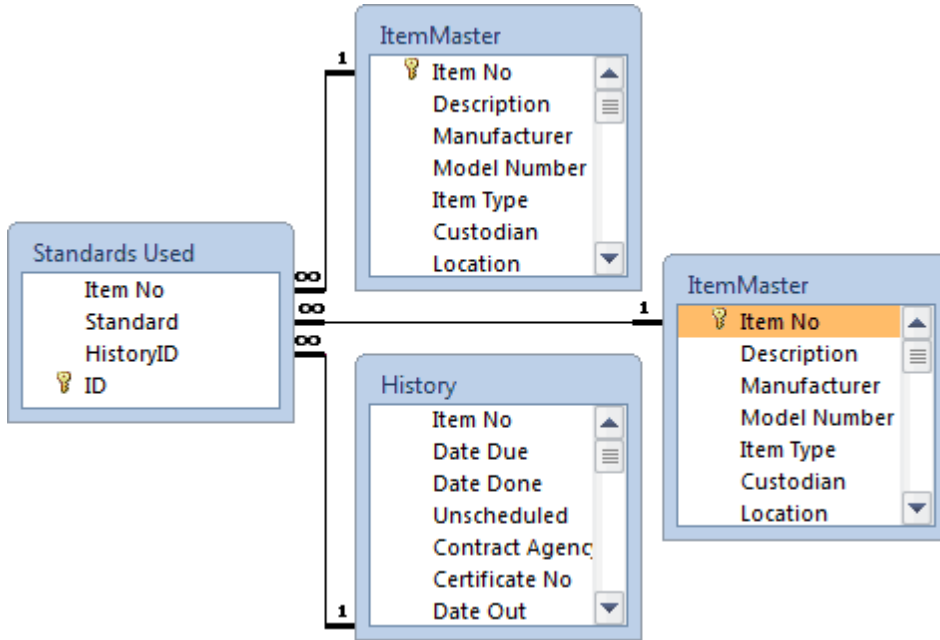 ItemMaster
1
Item No
Description
Manufacturer
Model Number
Item Type
Custodian
Location
Standards Used
Item No
Standard
HistoryID
ID
∞
∞
∞
1
ItemMaster
Item No
Description
Manufacturer
Model Number
Item Type
Custodian
Location
History
Item No
Date Due
Date Done
Unscheduled
Contract Agency
Certificate No
Date Out
1